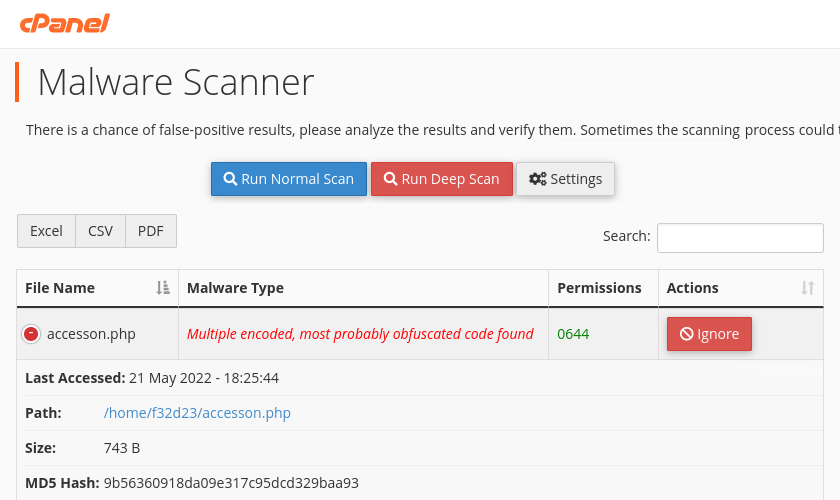 cPanel
Malware Scanner
There is a chance of false-positive results, please analyze the results and verify them. Sometimes the scanning process could
Run Normal Scan Run Deep Scan Settings
Excel CSV PDF Search:
File Name Malware Type Permissions Actions
accesson.php Multiple encoded, most probably obfuscated code found 0644 Ignore
Last Accessed: 21 May 2022 - 18:25:44
Path: /home/f32d23/accesson.php
Size: 743 B
MD5 Hash: 9b56360918da09e317c95dcd329baa93